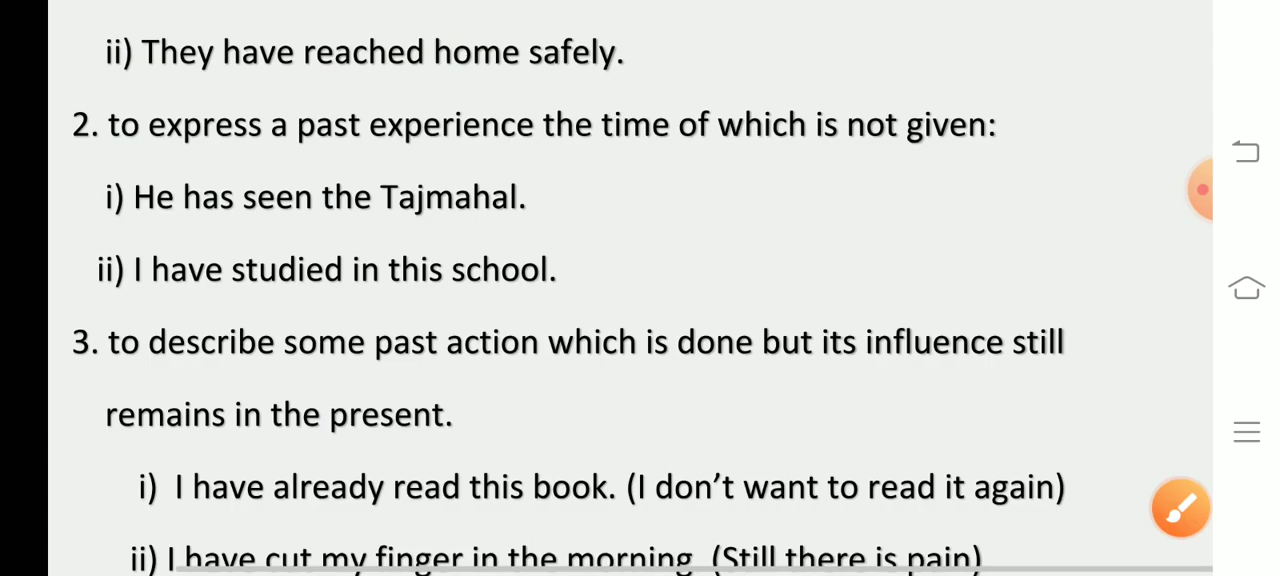 ii) They have reached home safely.
2. to express a past experience the time of which is not given:
i) He has seen the Tajmahal.
ii) I have studied in this school.
3. to describe some past action which is done but its influence still
remains in the present.
i) I have already read this book. (I don’t want to read it again)
ii) I have cut my finger in the morning. (Still there is pain)